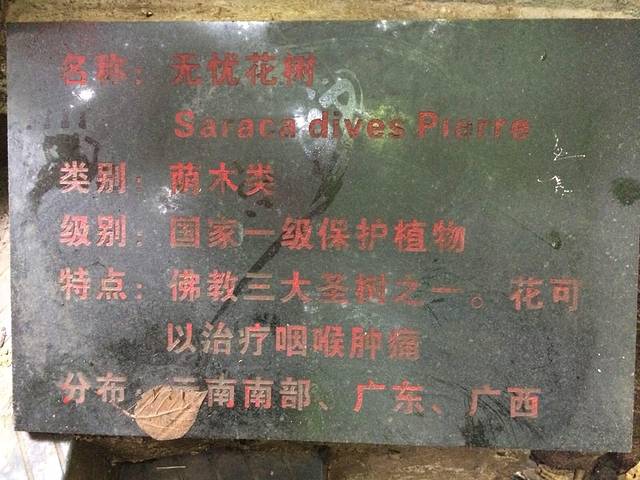 名称：无忧花树
Saraca dives Pierre
类别：荫木类
级别：国家一级保护植物
特点：佛教三大圣树之一。花可
以治疗咽喉肿痛
分布：云南南部、广东、广西